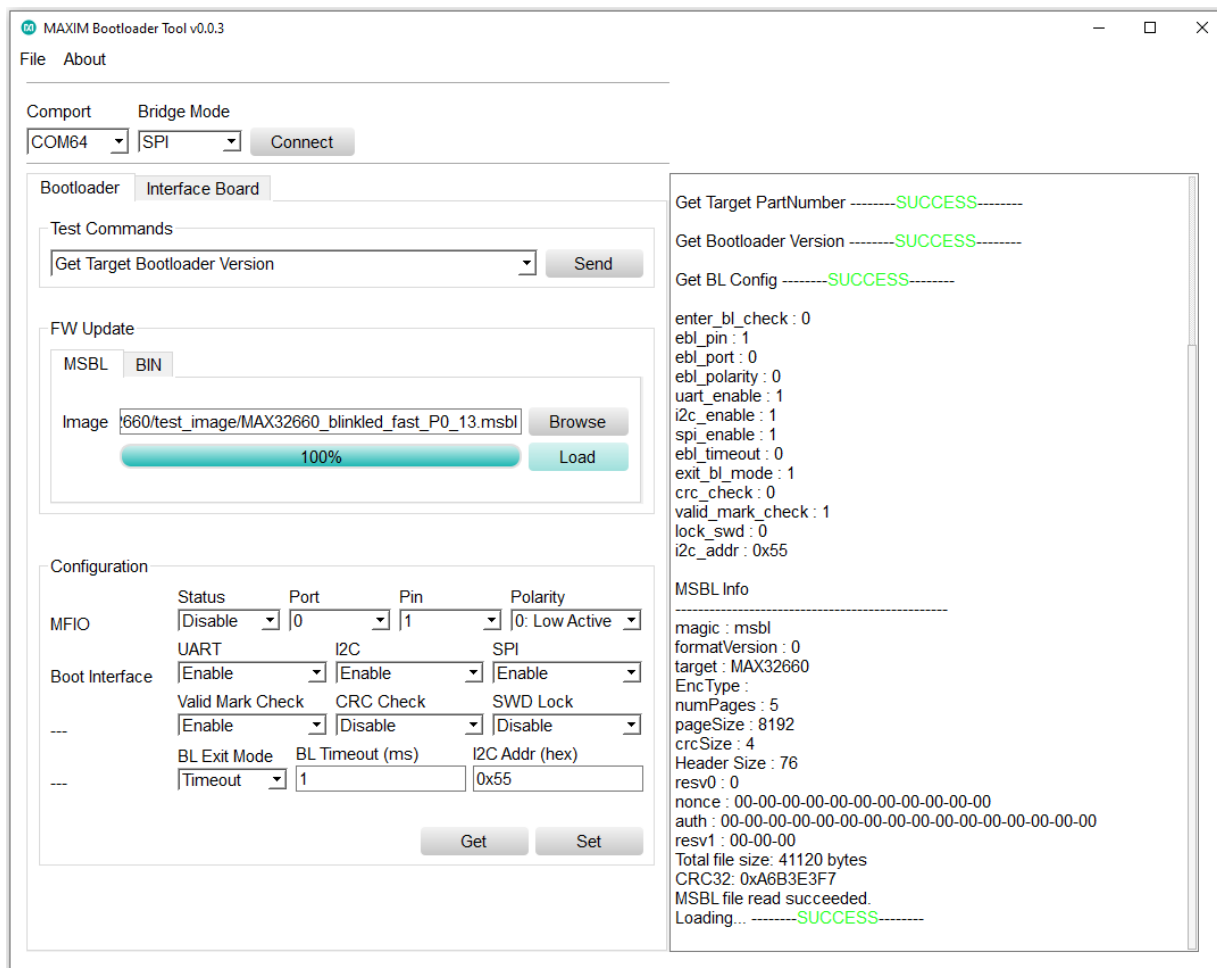 MAXIM Bootloader Tool v0.0.3
File About
Comport Bridge Mode
COM64 SPI Connect
Bootloader Interface Board
Test Commands
Get Target Bootloader Version Send
FW Update
MSBL BIN
Image !660/test_image/MAX32660_blinkled_fast_P0_13.msbl Browse
100% Load
Configuration
Status Port Pin Polarity
MFIO Disable 0 1 0: Low Active
UART I2C SPI
Boot Interface Enable Enable Enable
Valid Mark Check CRC Check SWD Lock
--- Enable Disable Disable
BL Exit Mode BL Timeout (ms) I2C Addr (hex)
--- Timeout 1 0x55
Get Set
Get Target PartNumber --------SUCCESS--------
Get Bootloader Version --------SUCCESS--------
Get BL Config --------SUCCESS--------
enter_bl_check : 0
ebl_pin : 1
ebl_port : 0
ebl_polarity : 0
uart_enable : 1
i2c_enable : 1
spi_enable : 1
ebl_timeout : 0
exit_bl_mode : 1
crc_check : 0
valid_mark_check : 1
lock_swd : 0
i2c_addr : 0x55
MSBL Info
------------------------------------------------
magic : msbl
formatVersion : 0
target : MAX32660
EncType :
numPages : 5
pageSize : 8192
crcSize : 4
Header Size : 76
resv0 : 0
nonce : 00-00-00-00-00-00-00-00-00-00-00
auth : 00-00-00-00-00-00-00-00-00-00-00-00-00-00-00-00
resv1 : 00-00-00
Total file size: 41120 bytes
CRC32: 0xA6B3E3F7
MSBL file read succeeded.
Loading... --------SUCCESS--------